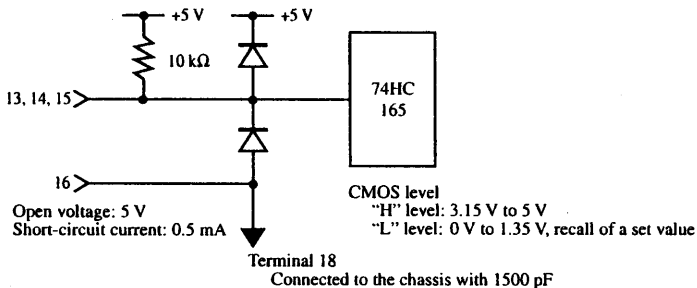 +5 V
+5 V
10 kΩ
13, 14, 15
74HC
165
16
Open voltage: 5 V
Short-circuit current: 0.5 mA
CMOS level
“H” level: 3.15 V to 5 V
“L” level: 0 V to 1.35 V, recall of a set value
Terminal 18
Connected to the chassis with 1500 pF